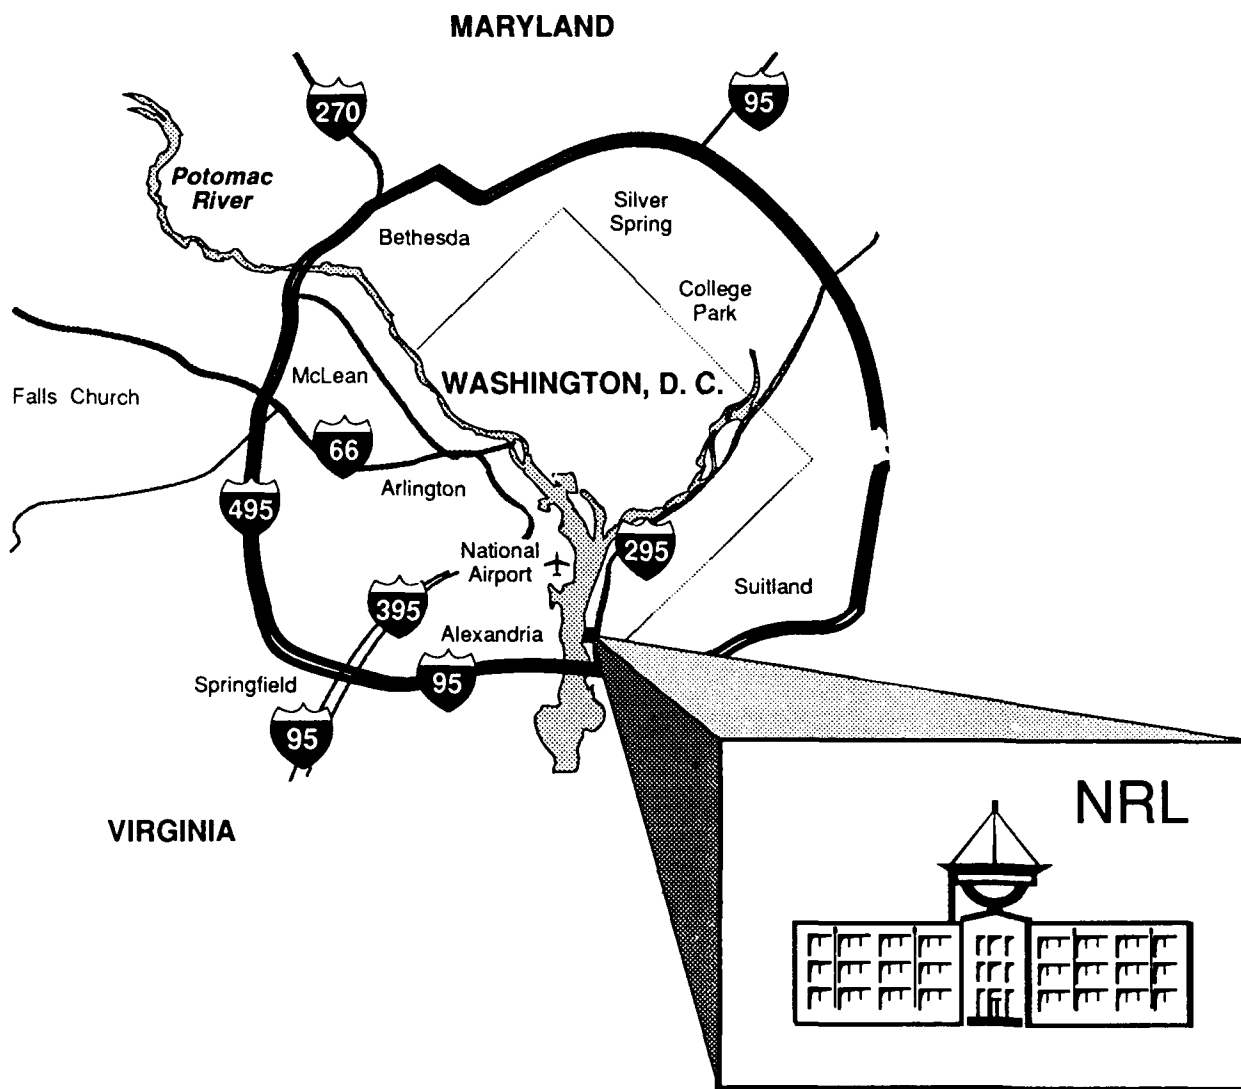 MARYLAND
270
95
Potomac
River
Silver
Spring
Bethesda
College
Park
McLean
WASHINGTON, D. C.
Falls Church
66
Arlington
495
National
Airport
295
395
Suitland
Alexandria
Springfield
95
95
NRL
VIRGINIA